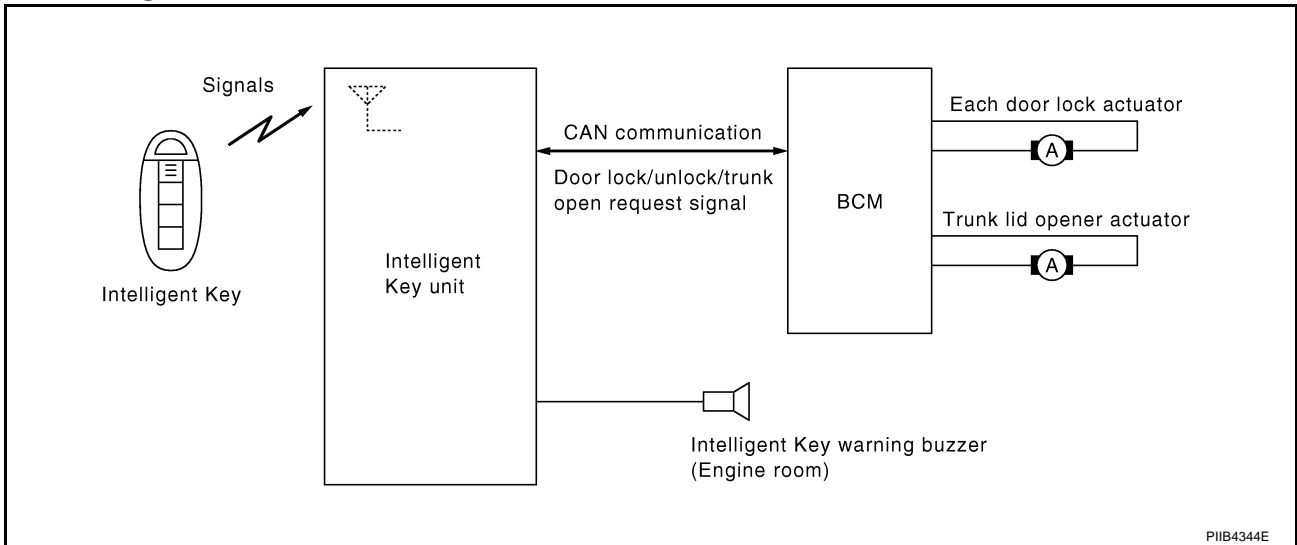 Signals
Intelligent Key
Intelligent
Key unit
CAN communication
Door lock/unlock/trunk
open request signal
BCM
Each door lock actuator
A
Trunk lid opener actuator
A
Intelligent Key warning buzzer
(Engine room)
PIIB4344E